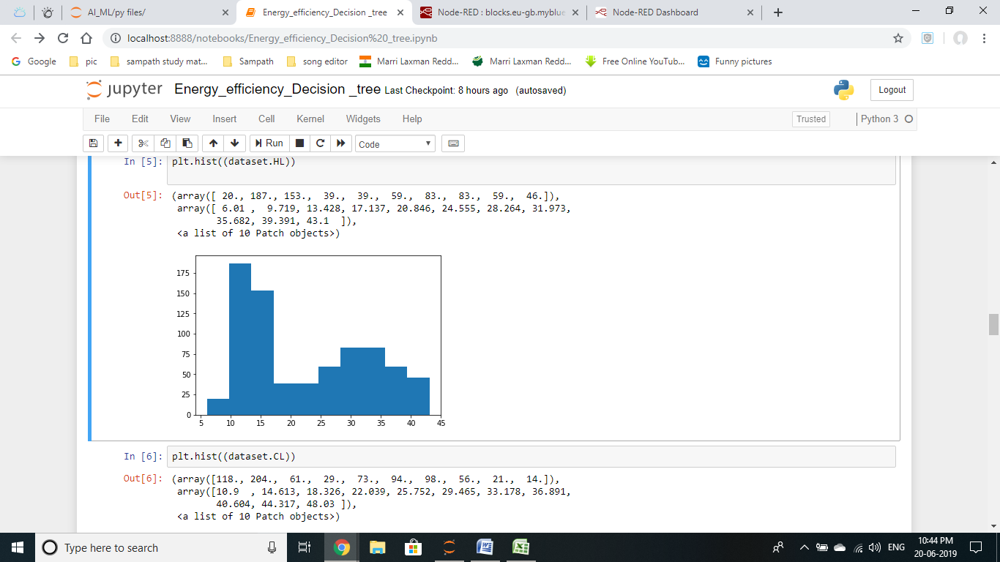 AI_ML/py files/
Energy_efficiency_Decision _tree
Node-RED : blocks.eu-gb.myblue
Node-RED Dashboard
localhost:8888/notebooks/Energy_efficiency_Decision%20_tree.ipynb
Google
pic
sampath study mat...
Sampath
song editor
Marri Laxman Redd...
Marri Laxman Redd...
Free Online YouTub...
Funny pictures
jupyter Energy_efficiency_Decision _tree Last Checkpoint: 8 hours ago (autosaved)
Logout
File Edit View Insert Cell Kernel Widgets Help
Trusted
Python 3
Run
Code
In [5]: plt.hist((dataset.HL))
Out[5]: (array([ 20., 187., 153.,  39.,  39.,  59.,  83.,  83.,  59.,  46.]),
array([ 6.01 ,  9.719, 13.428, 17.137, 20.846, 24.555, 28.264, 31.973,
35.682, 39.391, 43.1  ]),
<a list of 10 Patch objects>)
175
150
125
100
75
50
25
0
5 10 15 20 25 30 35 40 45
In [6]: plt.hist((dataset.CL))
Out[6]: (array([118., 204.,  61.,  29.,  73.,  94.,  98.,  56.,  21.,  14.]),
array([10.9  , 14.613, 18.326, 22.039, 25.752, 29.465, 33.178, 36.891,
40.604, 44.317, 48.03 ]),
<a list of 10 Patch objects>)
Type here to search
ENG
10:44 PM
20-06-2019